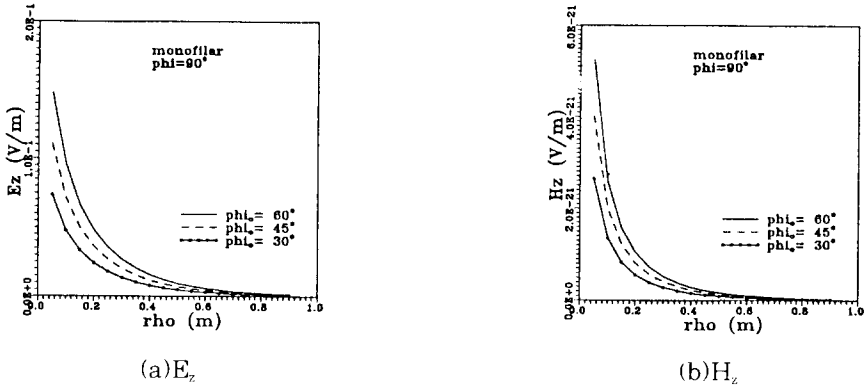 2.0E-1
monofilar
phi=90°
Ez (V/m)
1.0E-1
phi₀= 60°
phi₀= 45°
phi₀= 30°
0.0E+0
0.0 0.2 0.4 0.6 0.8 1.0
rho (m)
(a)E_z
6.0E-21
monofilar
phi=90°
Hz (V/m)
4.0E-21
2.0E-21
phi₀= 60°
phi₀= 45°
phi₀= 30°
0.0E+0
0.0 0.2 0.4 0.6 0.8 1.0
rho (m)
(b)H_z